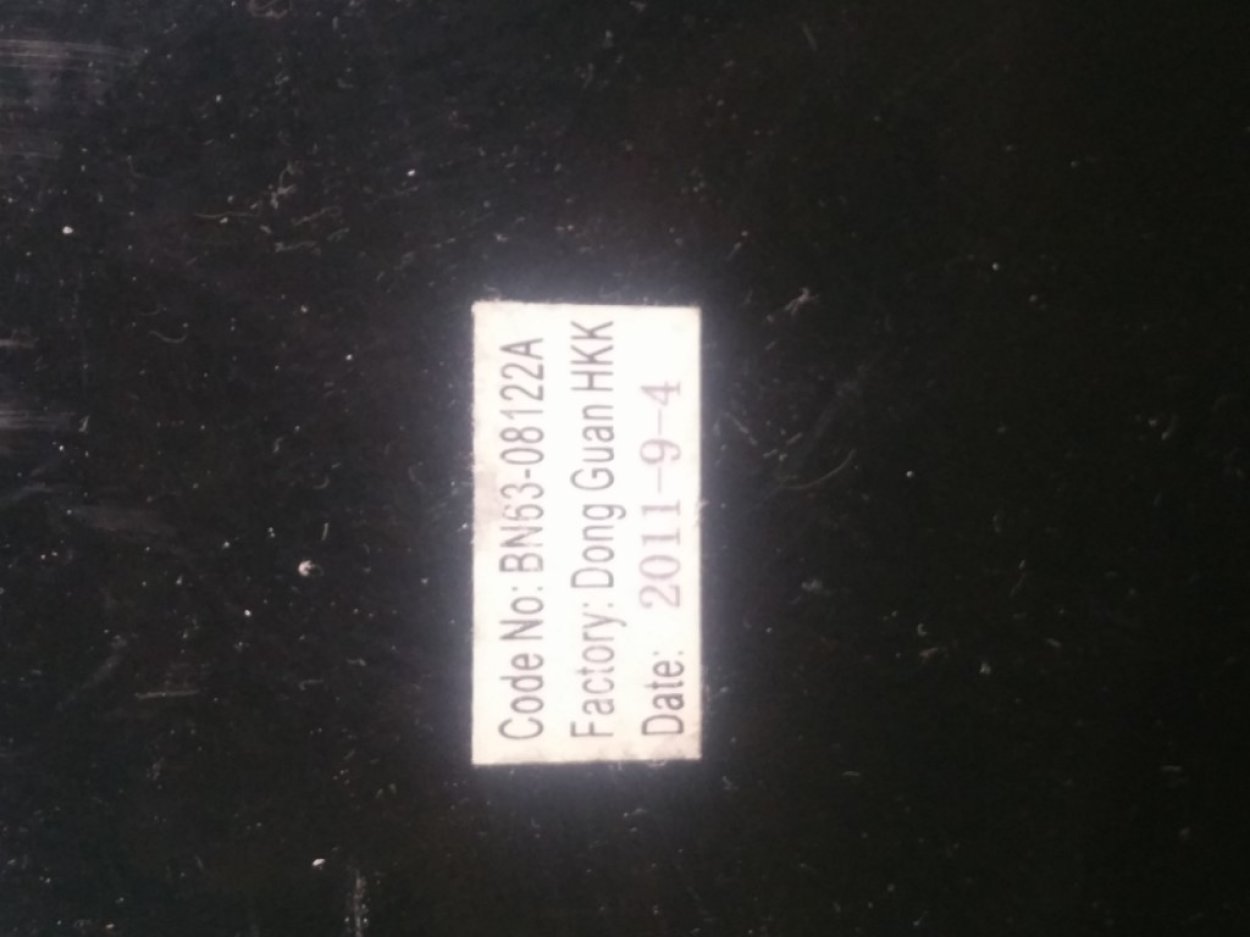 Code No: BN63-08122A
Factory: Dong Guan HKK
Date: 2011-9-4